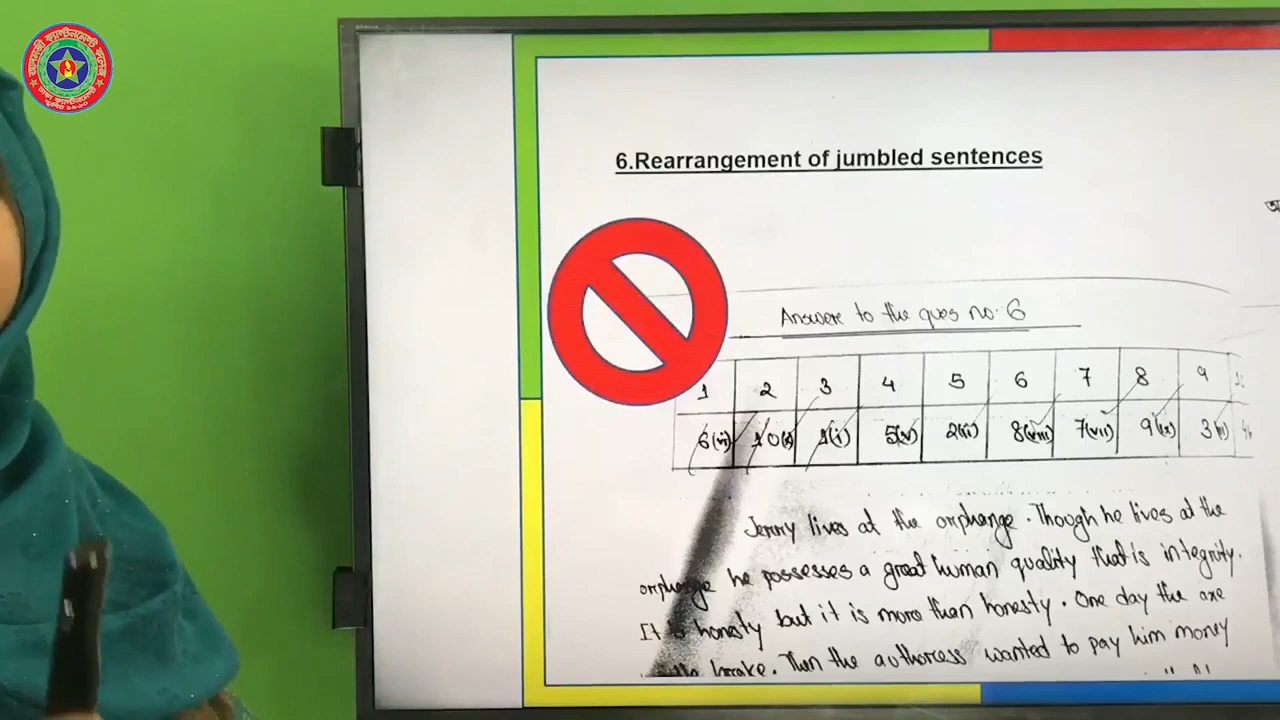 6.Rearrangement of jumbled sentences
অ
Answere to the ques no. 6
1 2 3 4 5 6 7 8 9
6(vi) 10(x) 1(i) 5(v) 2(ii) 8(viii) 7(vii) 9(ix) 3
Jerry lives at the orphange. Though he lives at the
orphange he possesses a great human quality that is integrity.
It is honesty but it is more than honesty. One day the axe
brake. Then the authoress wanted to pay him money